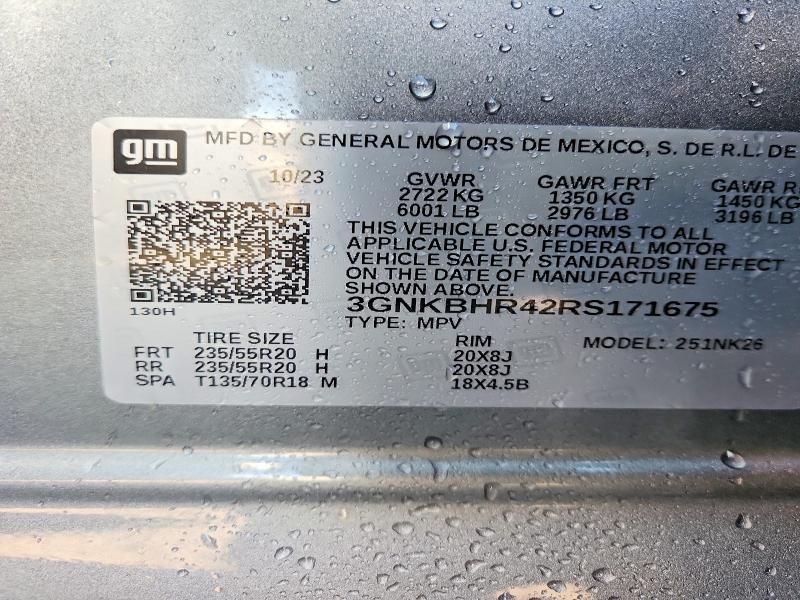 gm
MFD BY GENERAL MOTORS DE MEXICO, S. DE R.L. DE
10/23 GVWR GAWR FRT GAWR
2722 KG 1350 KG 1450 KG
6001 LB 2976 LB 3196 LB
THIS VEHICLE CONFORMS TO ALL
APPLICABLE U.S. FEDERAL MOTOR
VEHICLE SAFETY STANDARDS IN EFFECT
ON THE DATE OF MANUFACTURE
SHOWN ABOVE.
3GNKBHR42RS171675
130H
TYPE: MPV
TIRE SIZE RIM MODEL: 251NK26
FRT 235/55R20 H 20X8J
RR 235/55R20 H 20X8J
SPA T135/70R18 M 18X4.5B